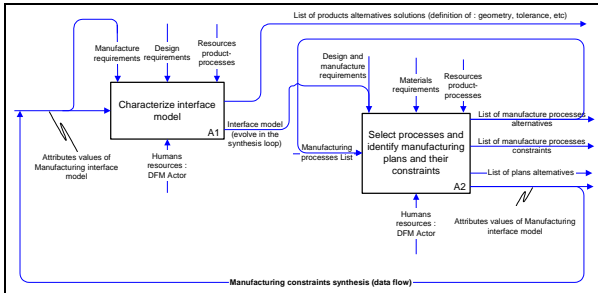 List of products alternatives solutions (definition of : geometry, tolerance, etc)
Manufacture
requirements
Design
requirements
Resources
product-
processes
Characterize interface
model
A1
Interface model
(evolve in the
synthesis loop)
Attributes values of
Manufacturing interface
model
Humans
resources :
DFM Actor
Design and
manufacture
requirements
Materials
requirements
Resources
product-
processes
Manufacturing
processes List
Select processes and
identify manufacturing
plans and their
constraints
A2
List of manufacture processes
alternatives
List of manufacture processes
constraints
List of plans alternatives
Attributes values of Manufacturing
interface model
Humans
resources :
DFM Actor
Manufacturing constraints synthesis (data flow)